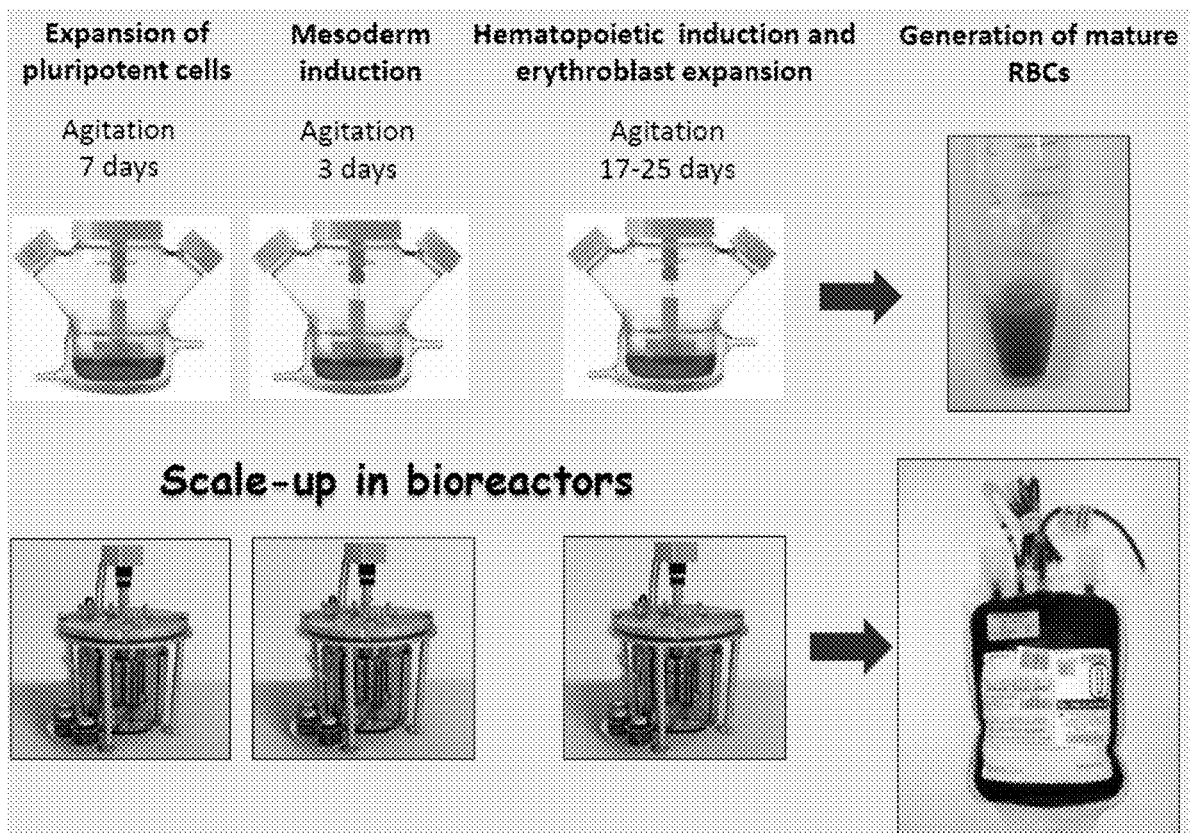 Expansion of
pluripotent cells
Agitation
7 days
Mesoderm
induction
Agitation
3 days
Hematopoietic induction and
erythroblast expansion
Agitation
17-25 days
Generation of mature
RBCs
Scale-up in bioreactors